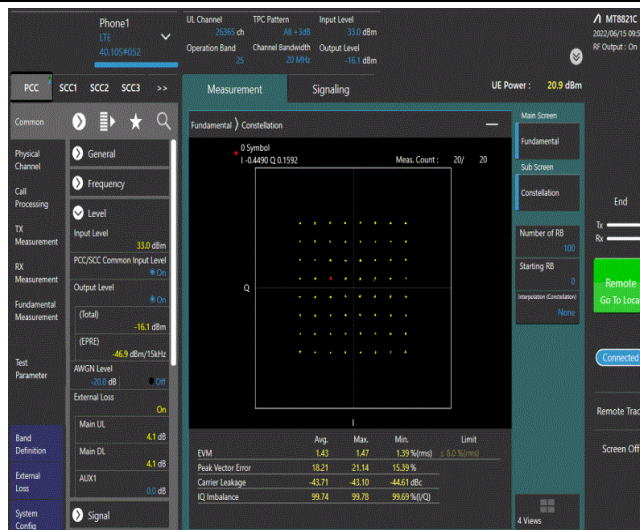 Phone1
LTE
40.105#052
UL Channel
26365 ch
TPC Pattern
All +3dB
Input Level
33.0 dBm
Operation Band
25
Channel Bandwidth
20 MHz
Output Level
-16.1 dBm
MT8821C
2022/06/15 09:5
RF Output : On
PCC SCC1 SCC2 SCC3 >>
Measurement
Signaling
UE Power : 20.9 dBm
Common
Physical
Channel
Call
Processing
TX
Measurement
RX
Measurement
Fundamental
Measurement
Test
Parameter
Band
Definition
External
Loss
System
Config
General
Frequency
Level
Input Level
33.0 dBm
PCC/SCC Common Input Level
On
Output Level
On
(Total)
-16.1 dBm
(EPRE)
-46.9 dBm/15kHz
AWGN Level
-20.0 dB Off
External Loss
On
Main UL
4.1 dB
Main DL
4.1 dB
AUX1
0.0 dB
Signal
Fundamental 〉 Constellation
0 Symbol
I -0.4490 Q 0.1592
Meas. Count : 20/ 20
Q
I
Avg. Max. Min. Limit
EVM 1.43 1.47 1.39 %(rms) ≤ 8.0 %(rms)
Peak Vector Error 18.21 21.14 15.39 %
Carrier Leakage -43.71 -43.10 -44.61 dBc
IQ Imbalance 99.74 99.78 99.69 %(I/Q)
Main Screen
Fundamental
Sub Screen
Constellation
Number of RB
100
Starting RB
0
Interpolation (Constellation)
None
4 Views
End
Tx
Rx
Remote
Go To Loca
Connected
Remote Trac
Screen Off